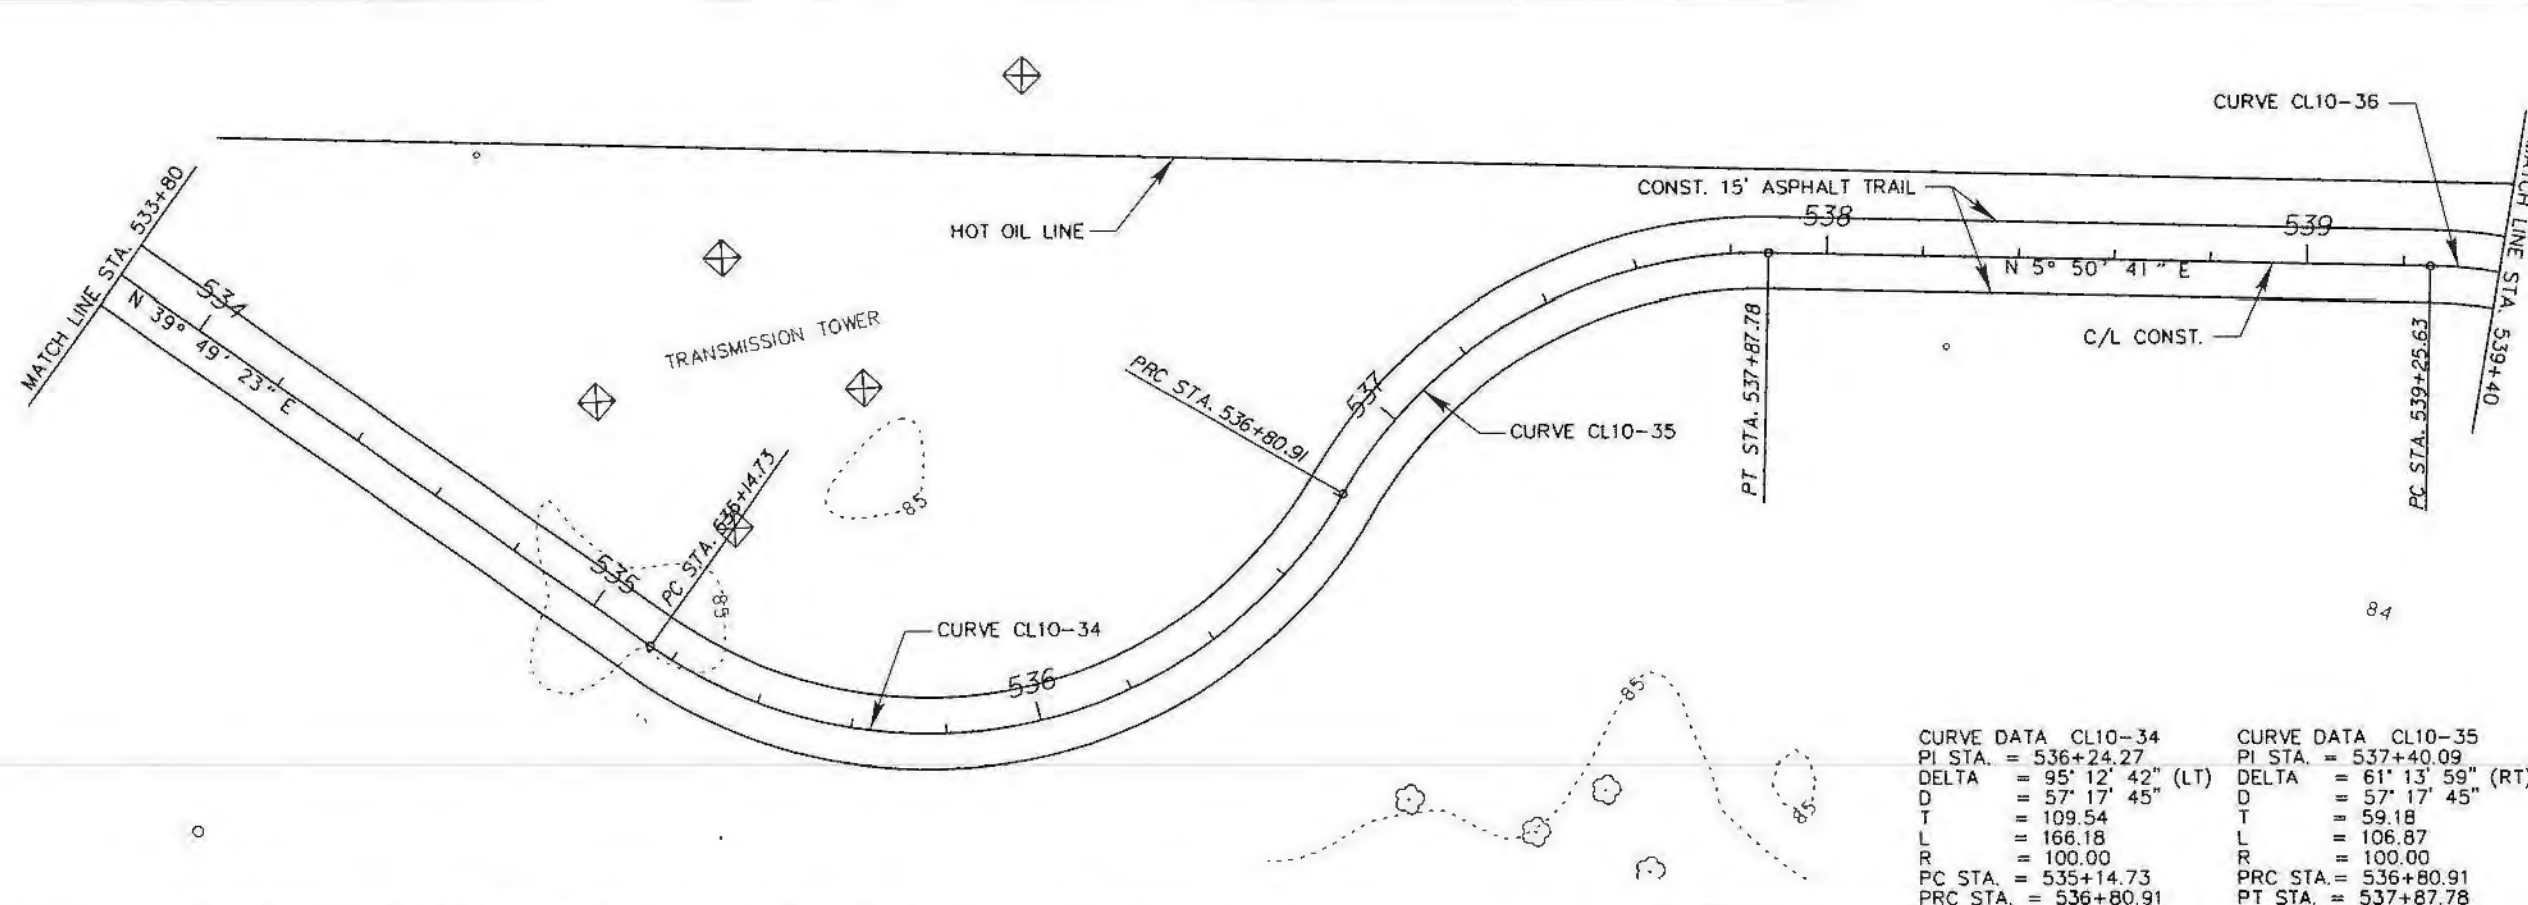 CURVE CL10-36
MATCH LINE STA. 533+80
HOT OIL LINE
CONST. 15' ASPHALT TRAIL
538
539
534
N 39° 49' 23" E
N 5° 50' 41" E
TRANSMISSION TOWER
C/L CONST.
PRC STA. 536+80.91
537
CURVE CL10-35
PT STA. 537+87.78
PC STA. 539+25.63
MATCH LINE STA. 539+40
PC STA. 535+14.73
85
535
85
CURVE CL10-34
536
84
85
85
CURVE DATA CL10-34
PI STA. = 536+24.27
DELTA = 95° 12' 42" (LT)
D = 57° 17' 45"
T = 109.54
L = 166.18
R = 100.00
PC STA. = 535+14.73
PRC STA. = 536+80.91
CURVE DATA CL10-35
PI STA. = 537+40.09
DELTA = 61° 13' 59" (RT)
D = 57° 17' 45"
T = 59.18
L = 106.87
R = 100.00
PRC STA.= 536+80.91
PT STA. = 537+87.78